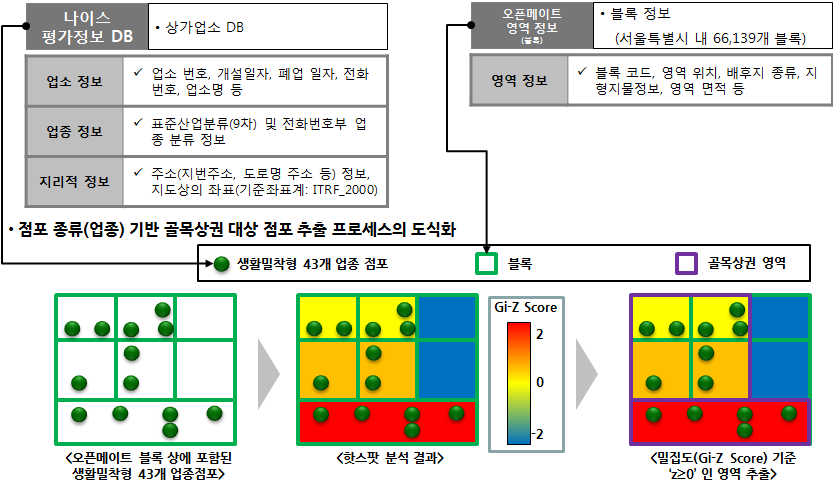 나이스
평가정보 DB
• 상가업소 DB
업소 정보
✓ 업소 번호, 개설일자, 폐업 일자, 전화
번호, 업소명 등
업종 정보
✓ 표준산업분류(9차) 및 전화번호부 업
종 분류 정보
지리적 정보
✓ 주소(지번주소, 도로명 주소 등) 정보,
지도상의 좌표(기준좌표계: ITRF_2000)
오픈메이트
영역 정보
(블록)
• 블록 정보
(서울특별시 내 66,139개 블록)
영역 정보
✓ 블록 코드, 영역 위치, 배후지 종류, 지
형지물정보, 영역 면적 등
• 점포 종류(업종) 기반 골목상권 대상 점포 추출 프로세스의 도식화
생활밀착형 43개 업종 점포
블록
골목상권 영역
Gi-Z Score
2
0
-2
<오픈메이트 블록 상에 포함된
생활밀착형 43개 업종점포>
<핫스팟 분석 결과>
<밀집도(Gi-Z Score) 기준
‘z≥0’ 인 영역 추출>